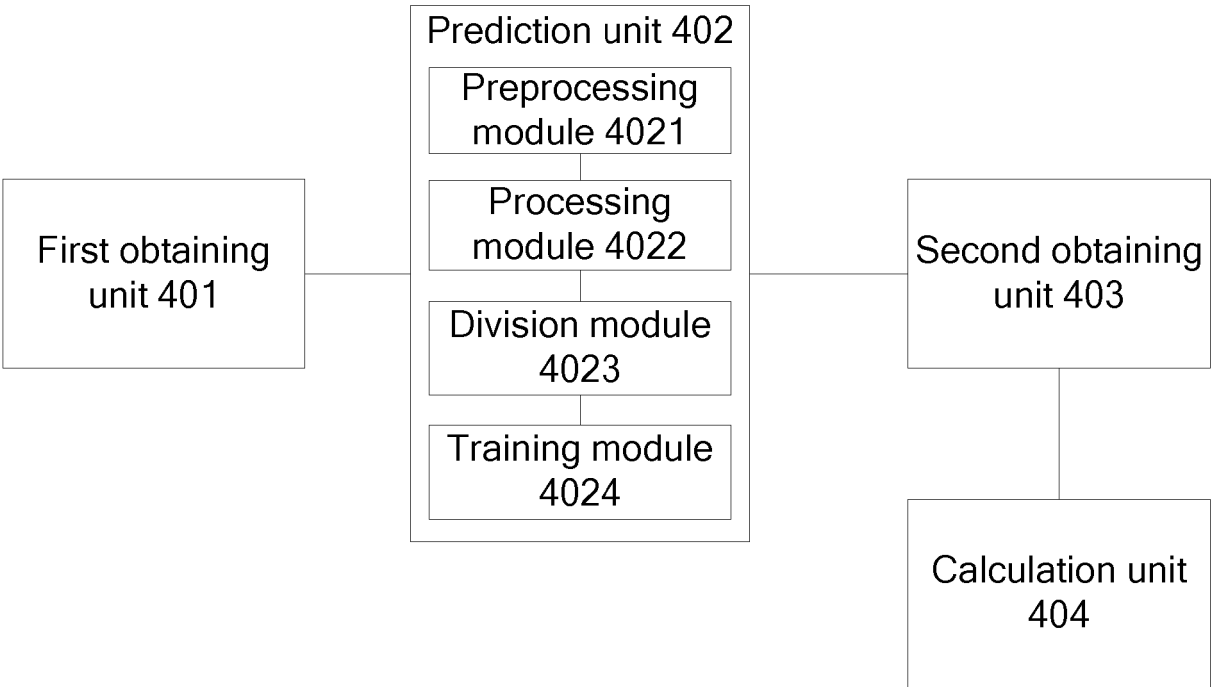 Prediction unit 402
Preprocessing
module 4021
Processing
module 4022
Division module
4023
Training module
4024
First obtaining
unit 401
Second obtaining
unit 403
Calculation unit
404